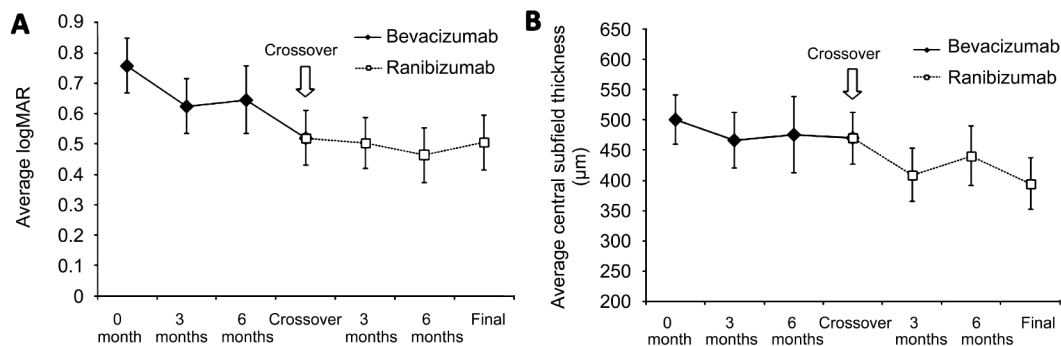 A
Average logMAR
0.9
0.8
0.7
0.6
0.5
0.4
0.3
0.2
0.1
0
Crossover
Bevacizumab
Ranibizumab
0
month
3
months
6
months
Crossover
3
months
6
months
Final
B
Average central subfield thickness
(µm)
650
600
550
500
450
400
350
300
250
200
Crossover
Bevacizumab
Ranibizumab
0
month
3
months
6
months
Crossover
3
months
6
months
Final